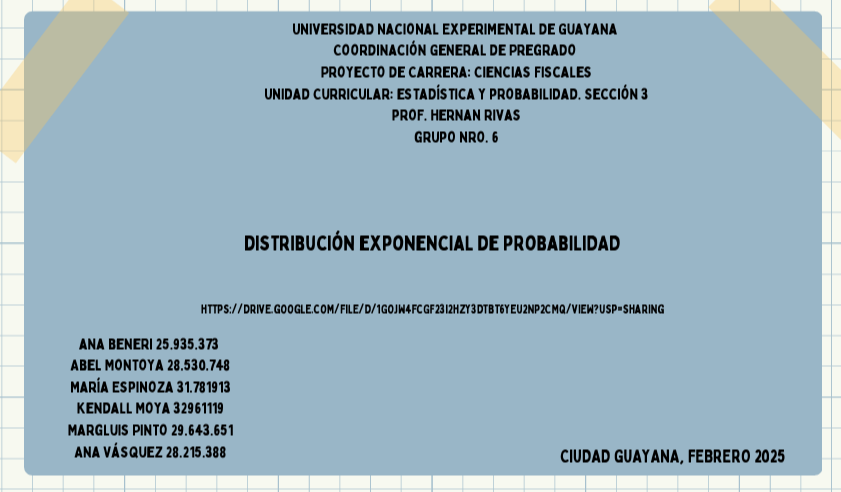 UNIVERSIDAD NACIONAL EXPERIMENTAL DE GUAYANA
COORDINACIÓN GENERAL DE PREGRADO
PROYECTO DE CARRERA: CIENCIAS FISCALES
UNIDAD CURRICULAR: ESTADÍSTICA Y PROBABILIDAD. SECCIÓN 3
PROF. HERNAN RIVAS
GRUPO NRO. 6
DISTRIBUCIÓN EXPONENCIAL DE PROBABILIDAD
HTTPS://DRIVE.GOOGLE.COM/FILE/D/1GOJW4FCGF23I2HZY3DTBT6YEU2NP2CMQ/VIEW?USP=SHARING
ANA BENERI 25.935.373
ABEL MONTOYA 28.530.748
MARÍA ESPINOZA 31.781913
KENDALL MOYA 32961119
MARGLUIS PINTO 29.643.651
ANA VÁSQUEZ 28.215.388
CIUDAD GUAYANA, FEBRERO 2025